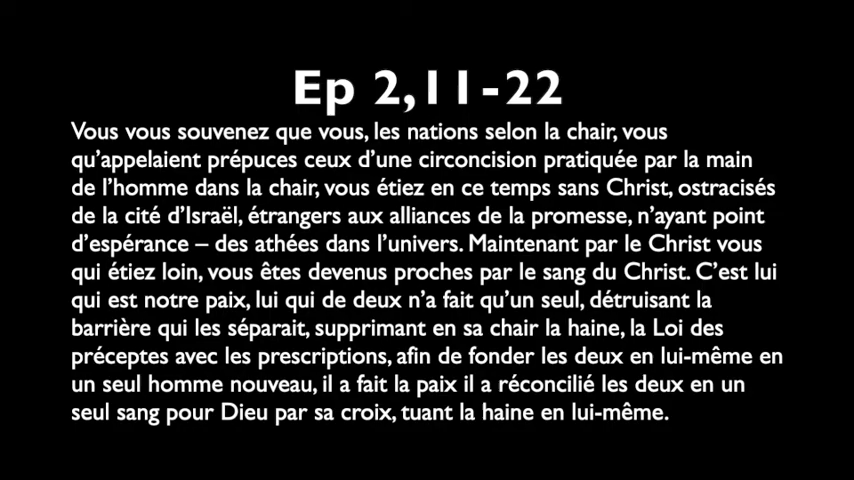 Ep 2,11-22
Vous vous souvenez que vous, les nations selon la chair, vous
qu’appelaient prépuces ceux d’une circoncision pratiquée par la main
de l’homme dans la chair, vous étiez en ce temps sans Christ, ostracisés
de la cité d’Israël, étrangers aux alliances de la promesse, n’ayant point
d’espérance – des athées dans l’univers. Maintenant par le Christ vous
qui étiez loin, vous êtes devenus proches par le sang du Christ. C’est lui
qui est notre paix, lui qui de deux n’a fait qu’un seul, détruisant la
barrière qui les séparait, supprimant en sa chair la haine, la Loi des
préceptes avec les prescriptions, afin de fonder les deux en lui-même en
un seul homme nouveau, il a fait la paix il a réconcilié les deux en un
seul sang pour Dieu par sa croix, tuant la haine en lui-même.